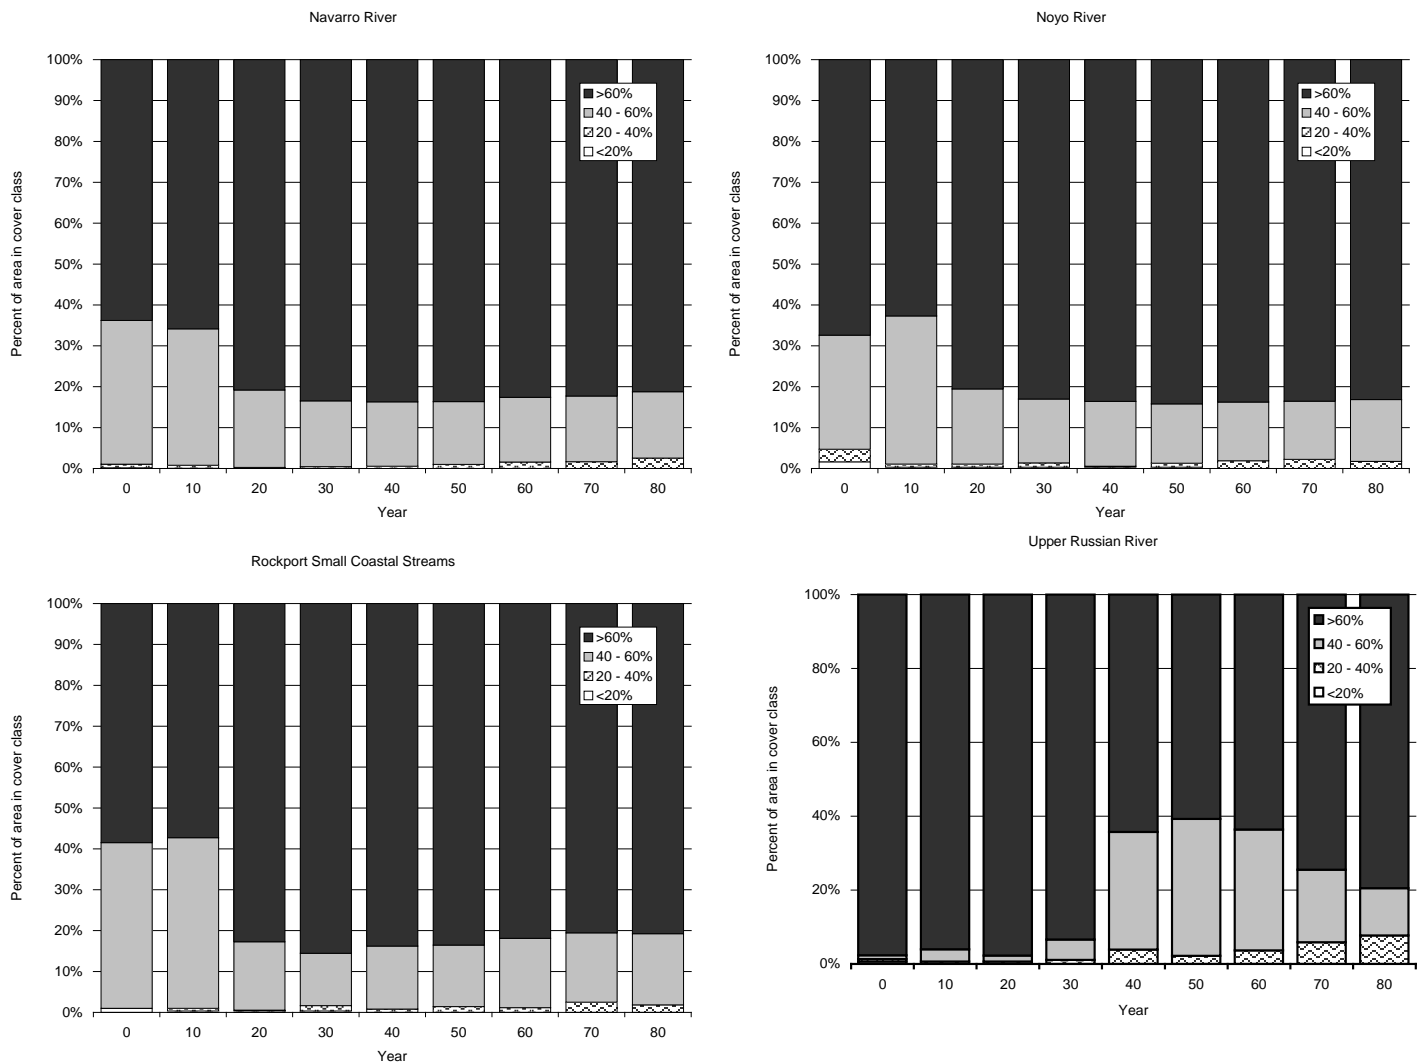 Navarro River
100%
90%
80%
70%
60%
50%
40%
30%
20%
10%
0%
Percent of area in cover class
>60%
40 - 60%
20 - 40%
<20%
0 10 20 30 40 50 60 70 80
Year
Noyo River
100%
90%
80%
70%
60%
50%
40%
30%
20%
10%
0%
Percent of area in cover class
>60%
40 - 60%
20 - 40%
<20%
0 10 20 30 40 50 60 70 80
Year
Rockport Small Coastal Streams
100%
90%
80%
70%
60%
50%
40%
30%
20%
10%
0%
Percent of area in cover class
>60%
40 - 60%
20 - 40%
<20%
0 10 20 30 40 50 60 70 80
Year
Upper Russian River
100%
80%
60%
40%
20%
0%
Percent of area in cover class
>60%
40 - 60%
20 - 40%
<20%
0 10 20 30 40 50 60 70 80
Year